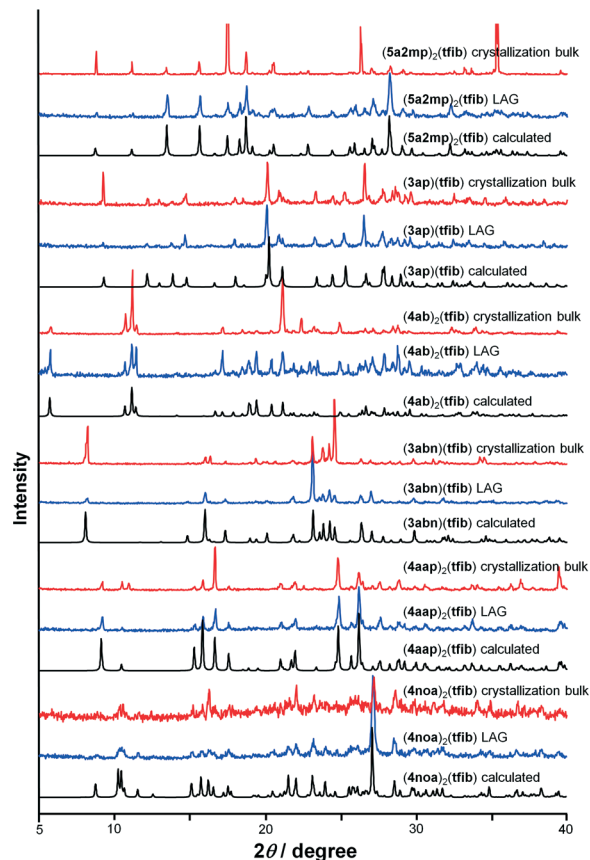 (5a2mp)₂(tfib) crystallization bulk
(5a2mp)₂(tfib) LAG
(5a2mp)₂(tfib) calculated
(3ap)(tfib) crystallization bulk
(3ap)(tfib) LAG
(3ap)(tfib) calculated
(4ab)₂(tfib) crystallization bulk
(4ab)₂(tfib) LAG
(4ab)₂(tfib) calculated
(3abn)(tfib) crystallization bulk
(3abn)(tfib) LAG
(3abn)(tfib) calculated
(4aap)₂(tfib) crystallization bulk
(4aap)₂(tfib) LAG
(4aap)₂(tfib) calculated
(4noa)₂(tfib) crystallization bulk
(4noa)₂(tfib) LAG
(4noa)₂(tfib) calculated
Intensity
5 10 20 30 40
2θ / degree